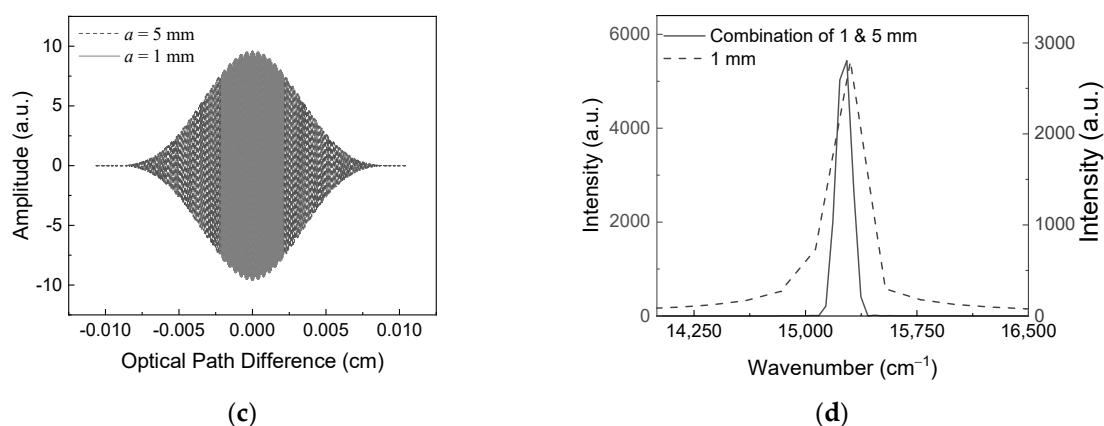 a = 5 mm
a = 1 mm
10
5
0
-5
-10
Amplitude (a.u.)
-0.010 -0.005 0.000 0.005 0.010
Optical Path Difference (cm)
(c)
Combination of 1 & 5 mm
1 mm
6000
4000
2000
0
Intensity (a.u.)
3000
2000
1000
0
Intensity (a.u.)
14,250 15,000 15,750 16,500
Wavenumber (cm⁻¹)
(d)